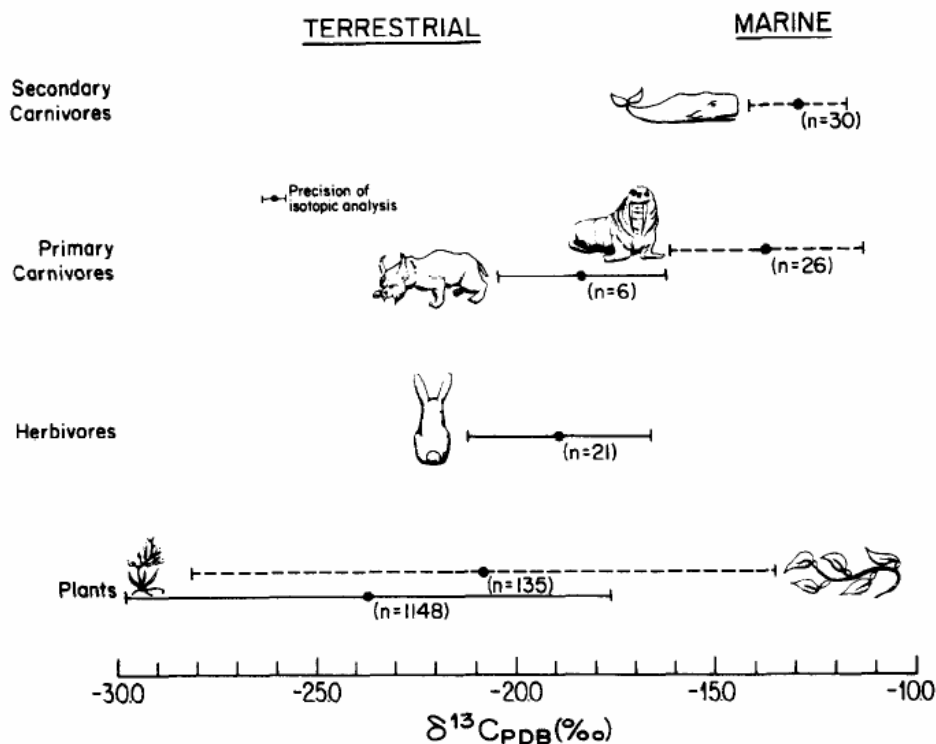 TERRESTRIAL MARINE
Secondary
Carnivores
(n=30)
Precision of
isotopic analysis
Primary
Carnivores
(n=26)
(n=6)
Herbivores
(n=21)
Plants
(n=135)
(n=1148)
-30.0 -25.0 -20.0 -15.0 -10.0
δ¹³C_PDB(‰)